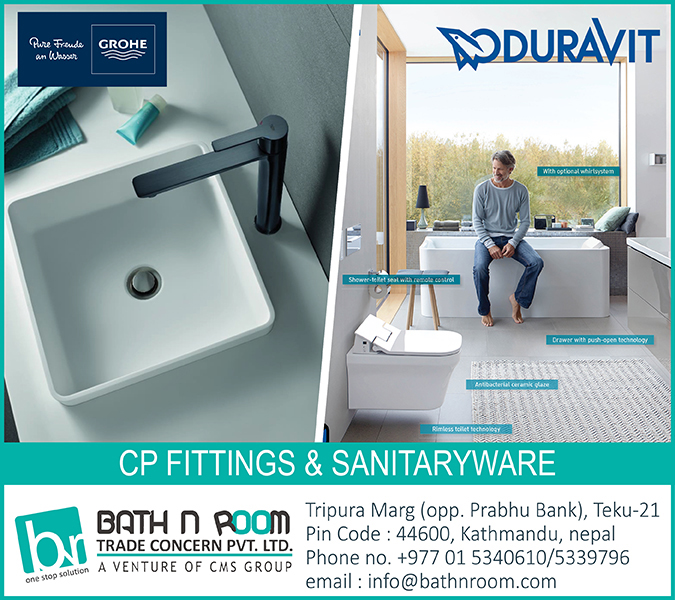 Pure Freude
an Wasser
GROHE
DURAVIT
With optional whirlsystem
Shower-toilet seat with remote control
Drawer with push-open technology
Antibacterial ceramic glaze
Rimless toilet technology
CP FITTINGS & SANITARYWARE
br
one stop solution
BATH N ROOM
TRADE CONCERN PVT. LTD.
A VENTURE OF CMS GROUP
Tripura Marg (opp. Prabhu Bank), Teku-21
Pin Code : 44600, Kathmandu, nepal
Phone no. +977 01 5340610/5339796
email : info@bathnroom.com